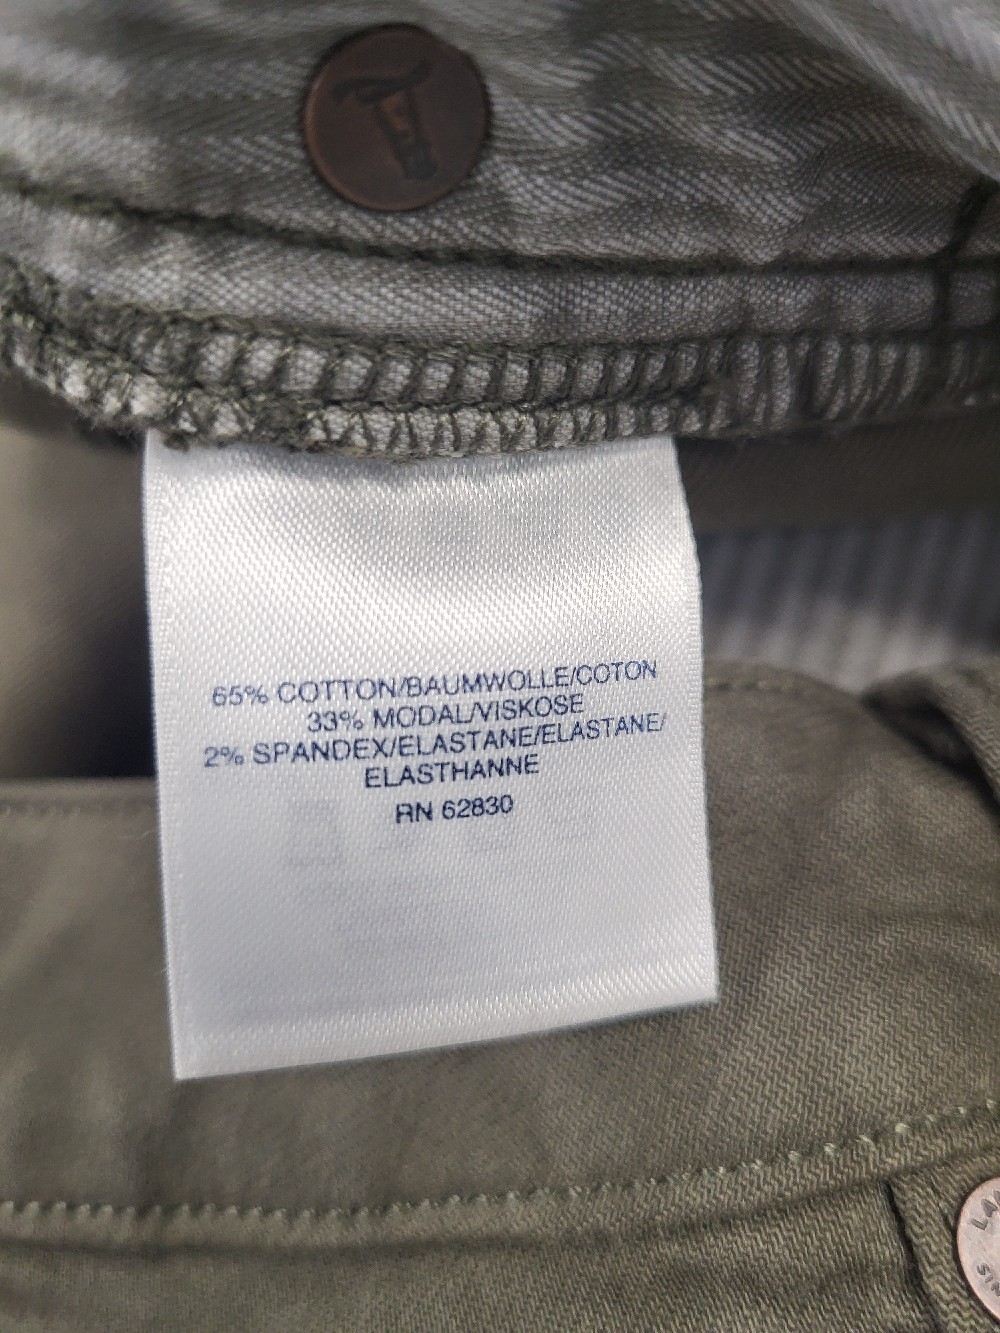 65% COTTON/BAUMWOLLE/COTON
33% MODAL/VISKOSE
2% SPANDEX/ELASTANE/ELASTANE/
ELASTHANNE
RN 62830